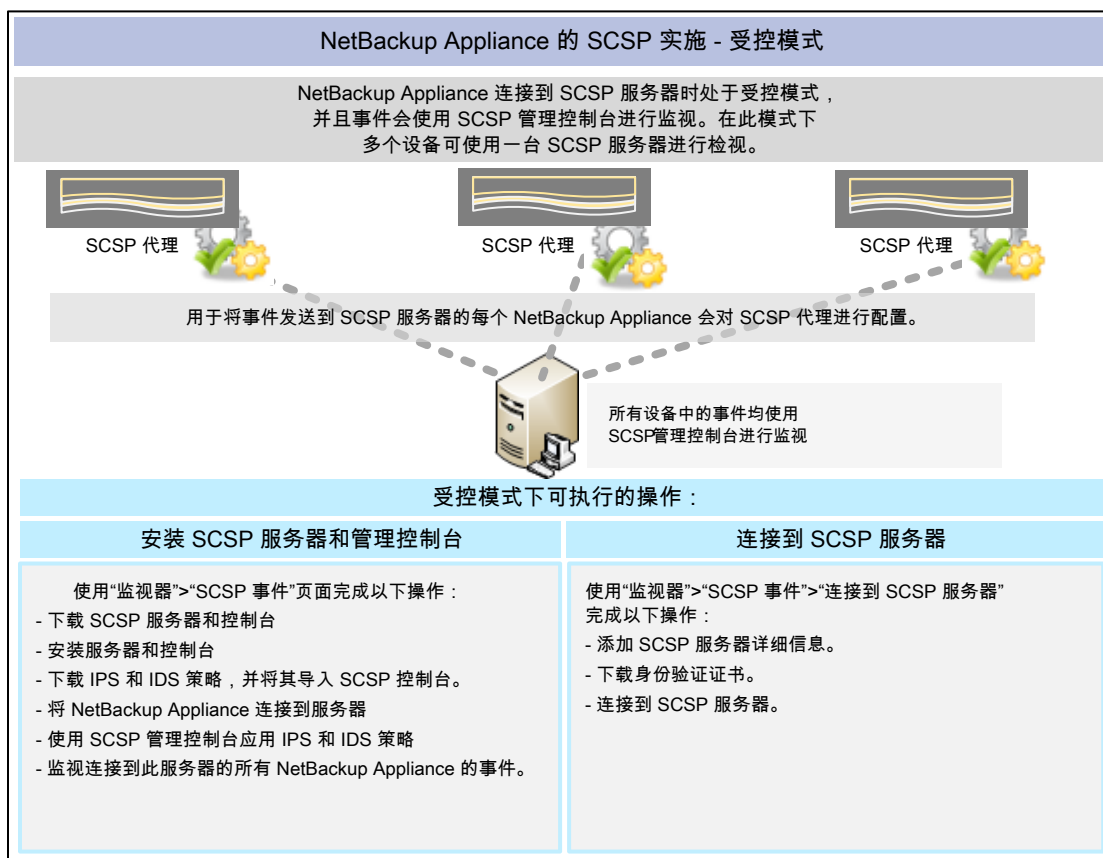 NetBackup Appliance 的 SCSP 实施 - 受控模式
NetBackup Appliance 连接到 SCSP 服务器时处于受控模式，
并且事件会使用 SCSP 管理控制台进行监视。在此模式下
多个设备可使用一台 SCSP 服务器进行检视。
SCSP 代理
SCSP 代理
SCSP 代理
用于将事件发送到 SCSP 服务器的每个 NetBackup Appliance 会对 SCSP 代理进行配置。
所有设备中的事件均使用
SCSP管理控制台进行监视
受控模式下可执行的操作：
安装 SCSP 服务器和管理控制台
使用“监视器”>“SCSP 事件”页面完成以下操作：
- 下载 SCSP 服务器和控制台
- 安装服务器和控制台
- 下载 IPS 和 IDS 策略，并将其导入 SCSP 控制台。
- 将 NetBackup Appliance 连接到服务器
- 使用 SCSP 管理控制台应用 IPS 和 IDS 策略
- 监视连接到此服务器的所有 NetBackup Appliance 的事件。
连接到 SCSP 服务器
使用“监视器”>“SCSP 事件”>“连接到 SCSP 服务器”
完成以下操作：
- 添加 SCSP 服务器详细信息。
- 下载身份验证证书。
- 连接到 SCSP 服务器。